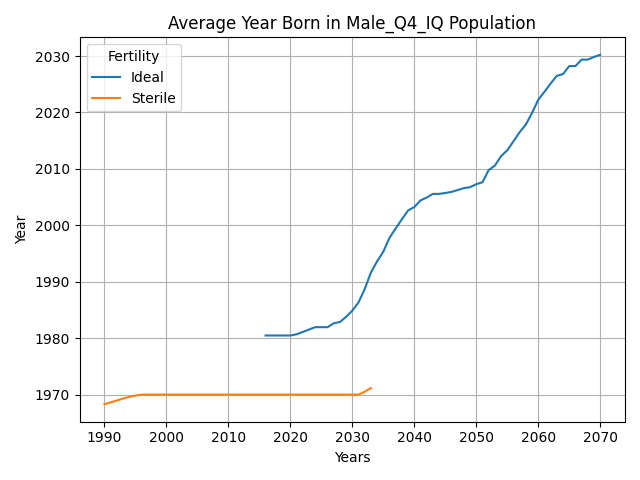 Average Year Born in Male_Q4_IQ Population
Fertility
Ideal
Sterile
Year
2030
2020
2010
2000
1990
1980
1970
1990 2000 2010 2020 2030 2040 2050 2060 2070
Years